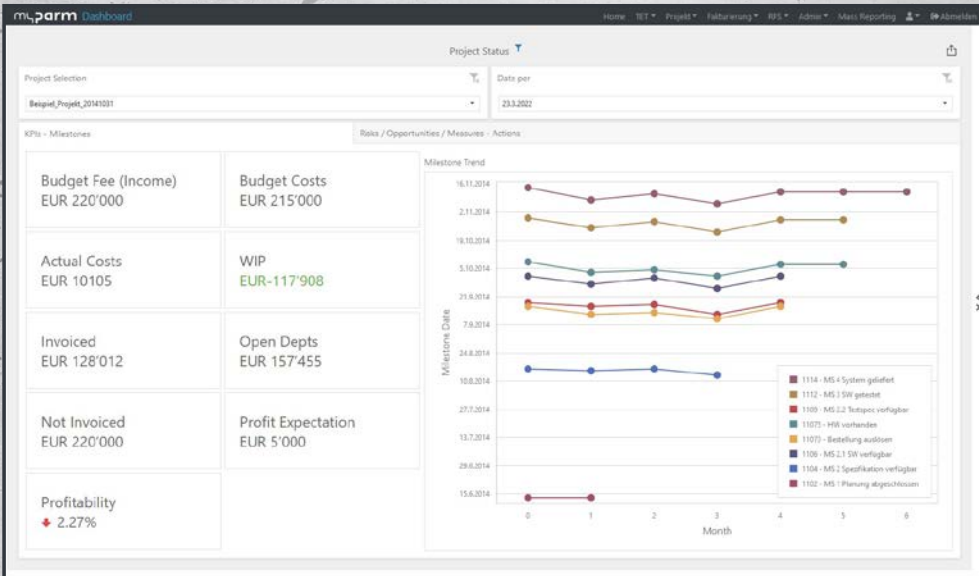 myparm Dashboard
Home TET Projekt Fakturierung RFS Admin Mass Reporting Abmelden
Project Status
Project Selection
Date per
Beispiel_Projekt_20141031
23.3.2022
KPIs - Milestones
Risks / Opportunities / Measures - Actions
Budget Fee (Income)
EUR 220'000
Budget Costs
EUR 215'000
Actual Costs
EUR 10105
WIP
EUR-117'908
Invoiced
EUR 128'012
Open Depts
EUR 157'455
Not Invoiced
EUR 220'000
Profit Expectation
EUR 5'000
Profitability
2.27%
Milestone Trend
Milestone Date
16.11.2014
2.11.2014
19.10.2014
5.10.2014
21.9.2014
7.9.2014
24.8.2014
10.8.2014
27.7.2014
13.7.2014
29.6.2014
15.6.2014
0 1 2 3 4 5 6
Month
1114 - MS 4 System geliefert
1112 - MS 3 SW getestet
1109 - MS 2.2 Testspec verfügbar
11075 - HW vorhanden
11073 - Bestellung auslösen
1106 - MS 2.1 SW verfügbar
1104 - MS 2 Spezifikation verfügbar
1102 - MS 1 Planung abgeschlossen